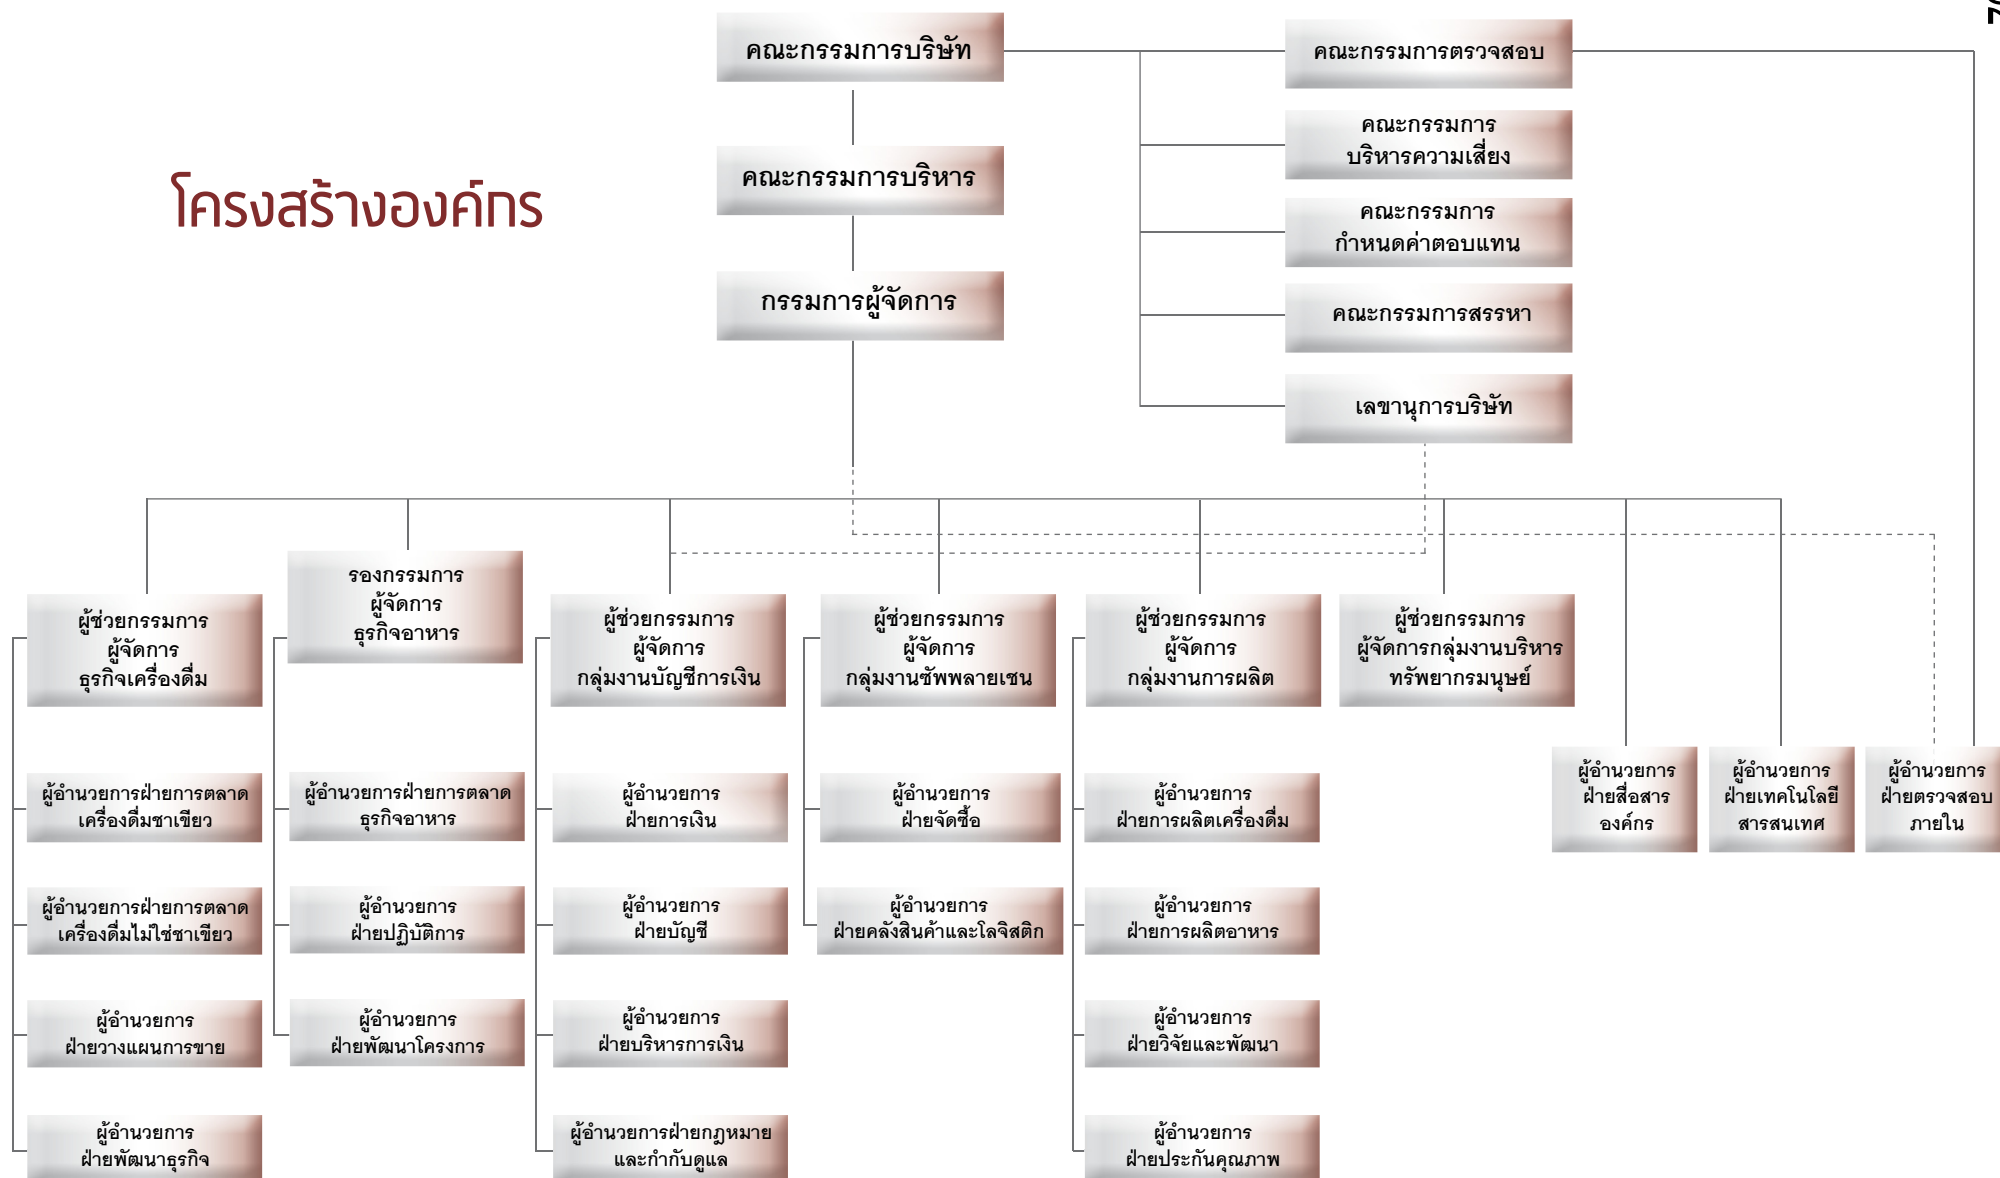 โครงสร้างองค์กร
คณะกรรมการบริษัท
คณะกรรมการบริหาร
กรรมการผู้จัดการ
คณะกรรมการตรวจสอบ
คณะกรรมการ
บริหารความเสี่ยง
คณะกรรมการ
กำหนดค่าตอบแทน
คณะกรรมการสรรหา
เลขานุการบริษัท
ผู้ช่วยกรรมการ
ผู้จัดการ
ธุรกิจเครื่องดื่ม
ผู้อำนวยการฝ่ายการตลาด
เครื่องดื่มชาเขียว
ผู้อำนวยการฝ่ายการตลาด
เครื่องดื่มไม่ใช่ชาเขียว
ผู้อำนวยการ
ฝ่ายวางแผนการขาย
ผู้อำนวยการ
ฝ่ายพัฒนาธุรกิจ
รองกรรมการ
ผู้จัดการ
ธุรกิจอาหาร
ผู้อำนวยการฝ่ายการตลาด
ธุรกิจอาหาร
ผู้อำนวยการ
ฝ่ายปฏิบัติการ
ผู้อำนวยการ
ฝ่ายพัฒนาโครงการ
ผู้ช่วยกรรมการ
ผู้จัดการ
กลุ่มงานบัญชีการเงิน
ผู้อำนวยการ
ฝ่ายการเงิน
ผู้อำนวยการ
ฝ่ายบัญชี
ผู้อำนวยการ
ฝ่ายบริหารการเงิน
ผู้อำนวยการฝ่ายกฎหมาย
และกำกับดูแล
ผู้ช่วยกรรมการ
ผู้จัดการ
กลุ่มงานซัพพลายเชน
ผู้อำนวยการ
ฝ่ายจัดซื้อ
ผู้อำนวยการ
ฝ่ายคลังสินค้าและโลจิสติก
ผู้ช่วยกรรมการ
ผู้จัดการ
กลุ่มงานการผลิต
ผู้อำนวยการ
ฝ่ายการผลิตเครื่องดื่ม
ผู้อำนวยการ
ฝ่ายการผลิตอาหาร
ผู้อำนวยการ
ฝ่ายวิจัยและพัฒนา
ผู้อำนวยการ
ฝ่ายประกันคุณภาพ
ผู้ช่วยกรรมการ
ผู้จัดการกลุ่มงานบริหาร
ทรัพยากรมนุษย์
ผู้อำนวยการ
ฝ่ายสื่อสาร
องค์กร
ผู้อำนวยการ
ฝ่ายเทคโนโลยี
สารสนเทศ
ผู้อำนวยการ
ฝ่ายตรวจสอบ
ภายใน